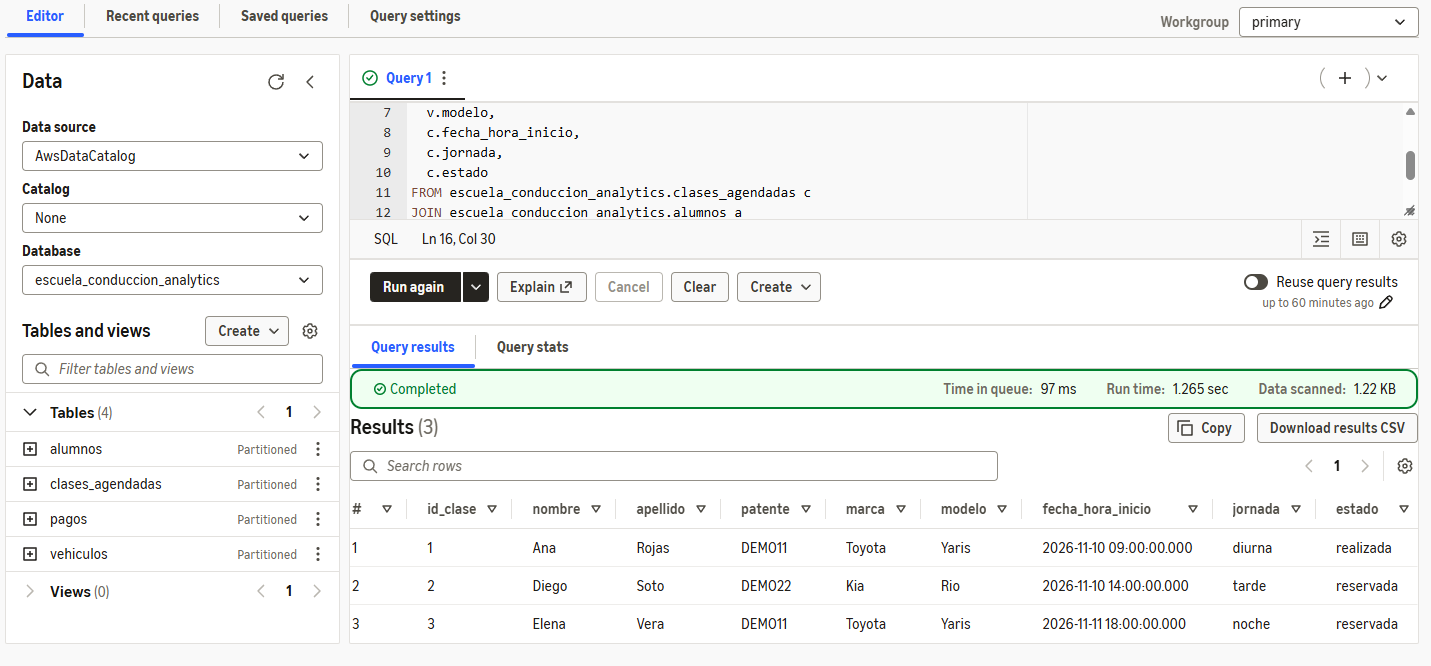 Editor Recent queries Saved queries Query settings Workgroup primary
Data
Data source
AwsDataCatalog
Catalog
None
Database
escuela_conduccion_analytics
Tables and views Create
Filter tables and views
Tables (4) 1
alumnos Partitioned
clases_agendadas Partitioned
pagos Partitioned
vehiculos Partitioned
Views (0) 1
Query 1
7 v.modelo,
8 c.fecha_hora_inicio,
9 c.jornada,
10 c.estado
11 FROM escuela_conduccion_analytics.clases_agendadas c
12 JOIN escuela_conduccion_analytics.alumnos a
SQL Ln 16, Col 30
Run again Explain Cancel Clear Create Reuse query results
up to 60 minutes ago
Query results Query stats
Completed Time in queue: 97 ms Run time: 1.265 sec Data scanned: 1.22 KB
Results (3) Copy Download results CSV
Search rows 1
# id_clase nombre apellido patente marca modelo fecha_hora_inicio jornada estado
1 1 Ana Rojas DEMO11 Toyota Yaris 2026-11-10 09:00:00.000 diurna realizada
2 2 Diego Soto DEMO22 Kia Rio 2026-11-10 14:00:00.000 tarde reservada
3 3 Elena Vera DEMO11 Toyota Yaris 2026-11-11 18:00:00.000 noche reservada